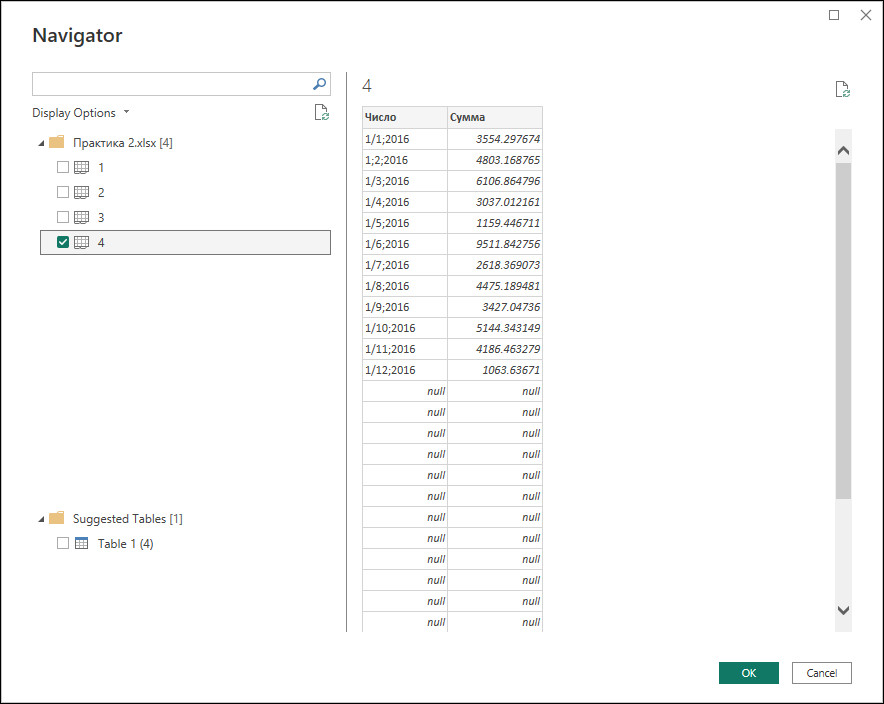 Navigator
Display Options
Практика 2.xlsx [4]
1
2
3
4
Suggested Tables [1]
Table 1 (4)
4
Число Сумма
1/1;2016 3554.297674
1;2;2016 4803.168765
1/3;2016 6106.864796
1/4;2016 3037.012161
1/5;2016 1159.446711
1/6;2016 9511.842756
1/7;2016 2618.369073
1/8;2016 4475.189481
1/9;2016 3427.04736
1/10;2016 5144.343149
1/11;2016 4186.463279
1/12;2016 1063.63671
null null
null null
null null
null null
null null
null null
null null
null null
null null
null null
null null
null null
OK Cancel